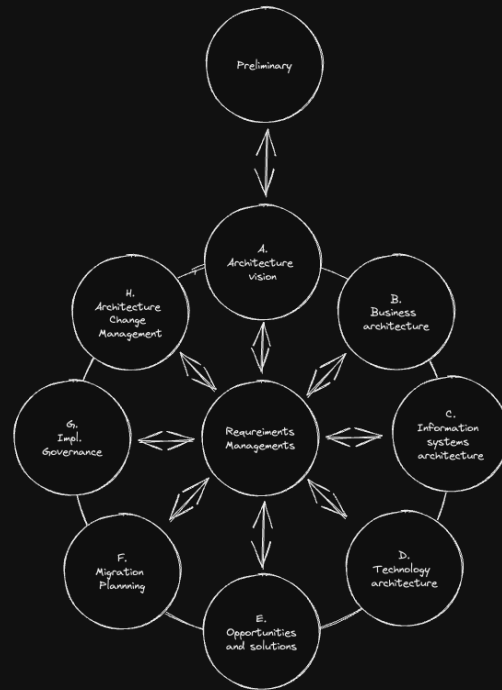 Preliminary
A.
Architecture
vision
H.
Architecture
Change
Management
B.
Business
architecture
G.
Impl.
Governance
Requreiments
Managements
C.
Information
systems
architecture
F.
Migration
Plannning
D.
Technology
architecture
E.
Opportunities
and solutions